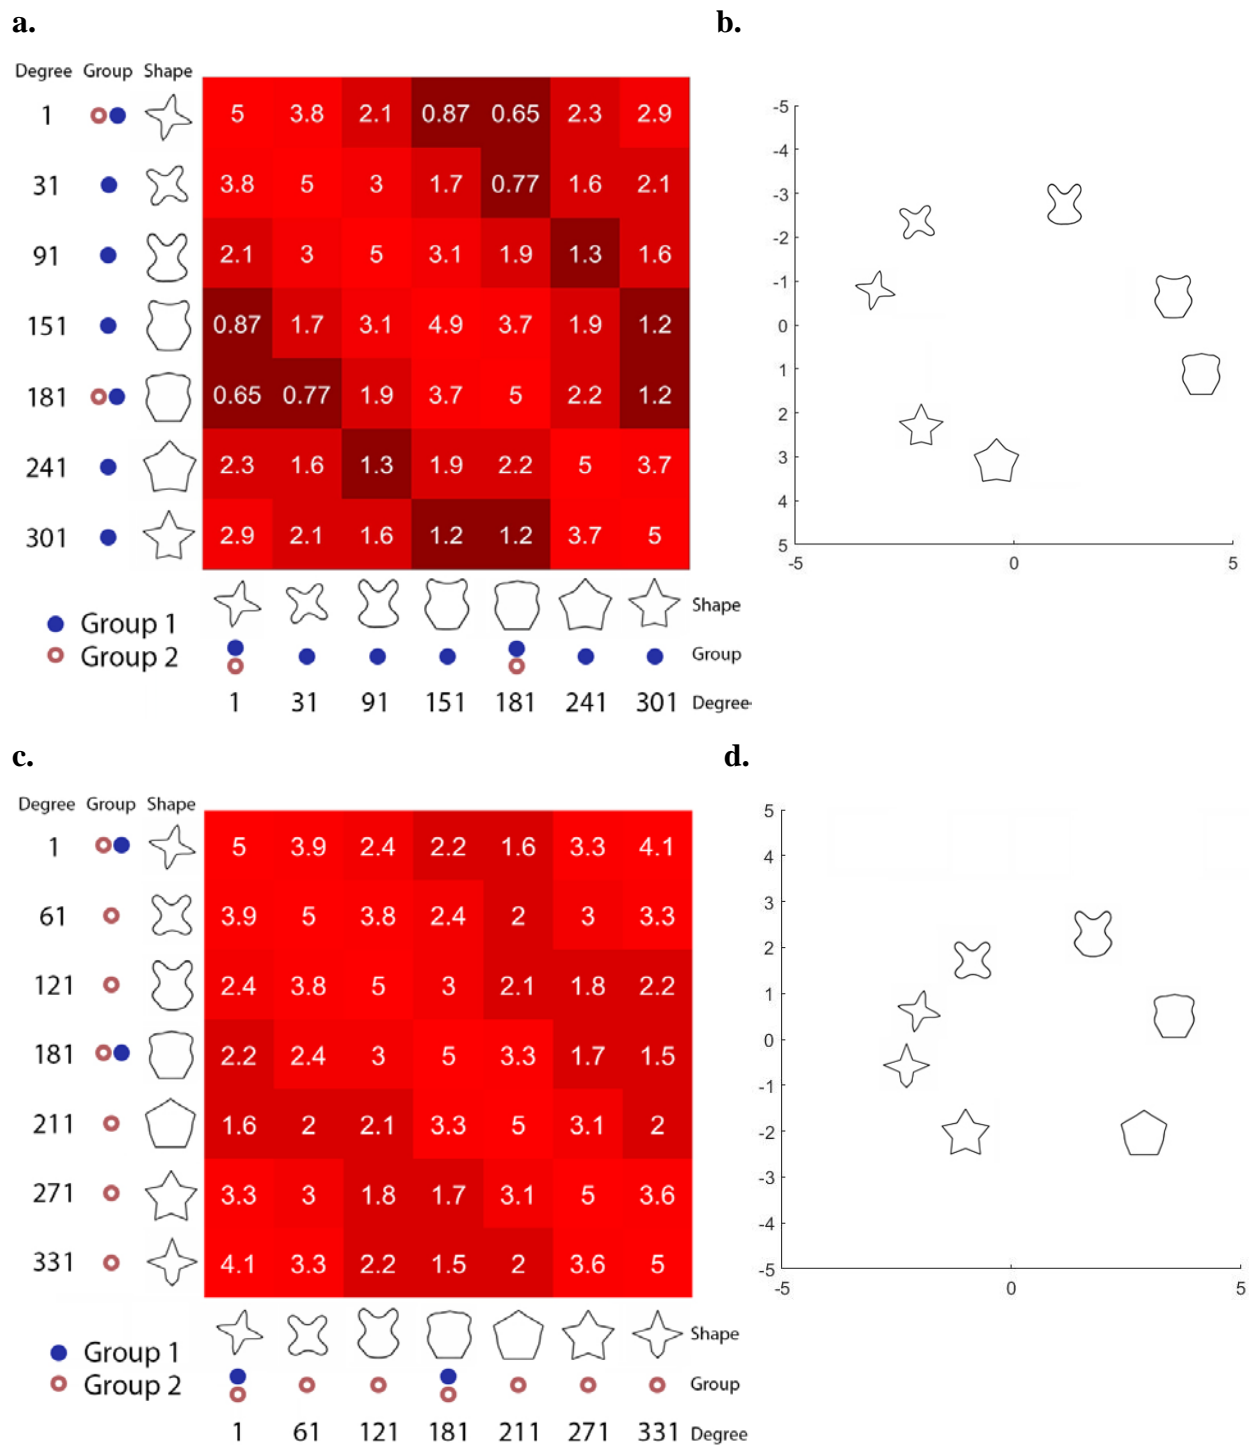 a.
b.
Degree Group Shape
1 5 3.8 2.1 0.87 0.65 2.3 2.9
31 3.8 5 3 1.7 0.77 1.6 2.1
91 2.1 3 5 3.1 1.9 1.3 1.6
151 0.87 1.7 3.1 4.9 3.7 1.9 1.2
181 0.65 0.77 1.9 3.7 5 2.2 1.2
241 2.3 1.6 1.3 1.9 2.2 5 3.7
301 2.9 2.1 1.6 1.2 1.2 3.7 5
Shape
Group 1
Group 2
Group
1 31 91 151 181 241 301 Degree
-5
-4
-3
-2
-1
0
1
2
3
4
5
-5 0 5
c.
d.
Degree Group Shape
1 5 3.9 2.4 2.2 1.6 3.3 4.1
61 3.9 5 3.8 2.4 2 3 3.3
121 2.4 3.8 5 3 2.1 1.8 2.2
181 2.2 2.4 3 5 3.3 1.7 1.5
211 1.6 2 2.1 3.3 5 3.1 2
271 3.3 3 1.8 1.7 3.1 5 3.6
331 4.1 3.3 2.2 1.5 2 3.6 5
Shape
Group 1
Group 2
Group
1 61 121 181 211 271 331 Degree
5
4
3
2
1
0
-1
-2
-3
-4
-5
-5 0 5